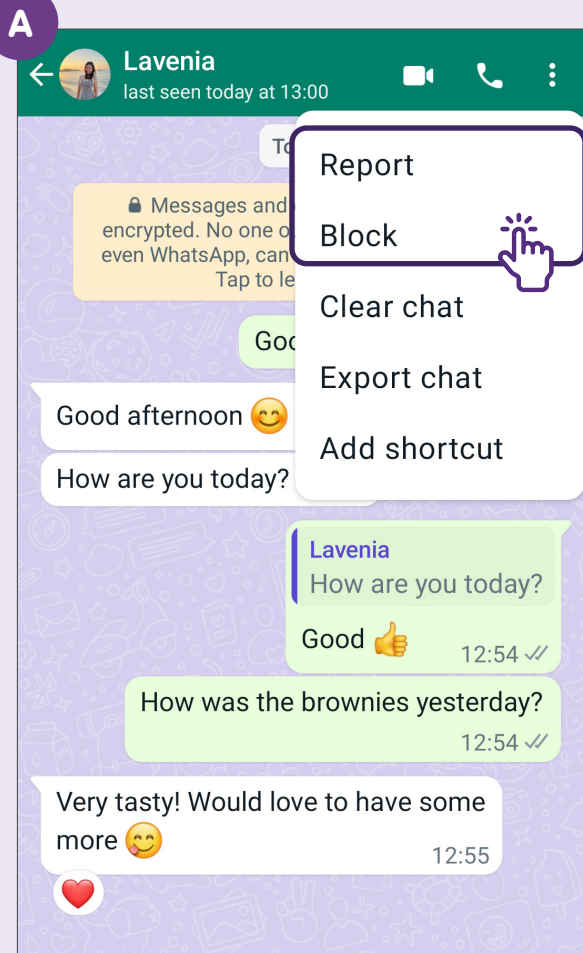 A
Lavenia
last seen today at 13:00
Report
Block
Clear chat
Export chat
Add shortcut
Messages and
encrypted. No one
even WhatsApp, can
Tap to
Good afternoon 😊
How are you today?
Lavenia
How are you today?
Good 👍
12:54
How was the brownies yesterday?
12:54
Very tasty! Would love to have some
more 😋
12:55
❤️